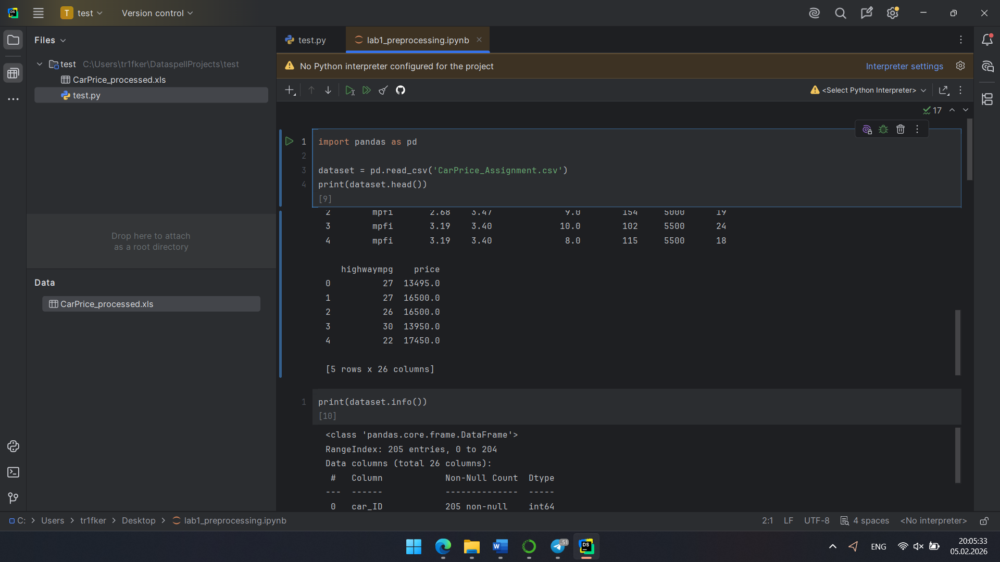 T test
Version control
Files
test C:\Users\tr1fker\DataspellProjects\test
CarPrice_processed.xls
test.py
Drop here to attach
as a root directory
Data
CarPrice_processed.xls
test.py
lab1_preprocessing.ipynb
No Python interpreter configured for the project
Interpreter settings
<Select Python Interpreter>
17
1 import pandas as pd
2
3 dataset = pd.read_csv('CarPrice_Assignment.csv')
4 print(dataset.head())
[9]
2 mpfi 2.68 3.47 9.0 154 5000 19
3 mpfi 3.19 3.40 10.0 102 5500 24
4 mpfi 3.19 3.40 8.0 115 5500 18
highwaympg price
0 27 13495.0
1 27 16500.0
2 26 16500.0
3 30 13950.0
4 22 17450.0
[5 rows x 26 columns]
1 print(dataset.info())
[10]
<class 'pandas.core.frame.DataFrame'>
RangeIndex: 205 entries, 0 to 204
Data columns (total 26 columns):
# Column Non-Null Count Dtype
--- ------ -------------- -----
0 car_ID 205 non-null int64
C: > Users > tr1fker > Desktop > lab1_preprocessing.ipynb
2:1 LF UTF-8 4 spaces <No interpreter>
DS
W
51
DS
ENG
20:05:33
05.02.2026